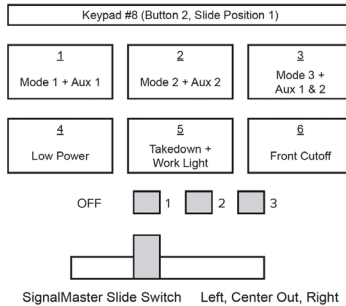 Keypad #8 (Button 2, Slide Position 1)
1 2 3
Mode 1 + Aux 1 Mode 2 + Aux 2 Mode 3 +
Aux 1 & 2
4 5 6
Low Power Takedown +
Work Light Front Cutoff
OFF 1 2 3
SignalMaster Slide Switch Left, Center Out, Right